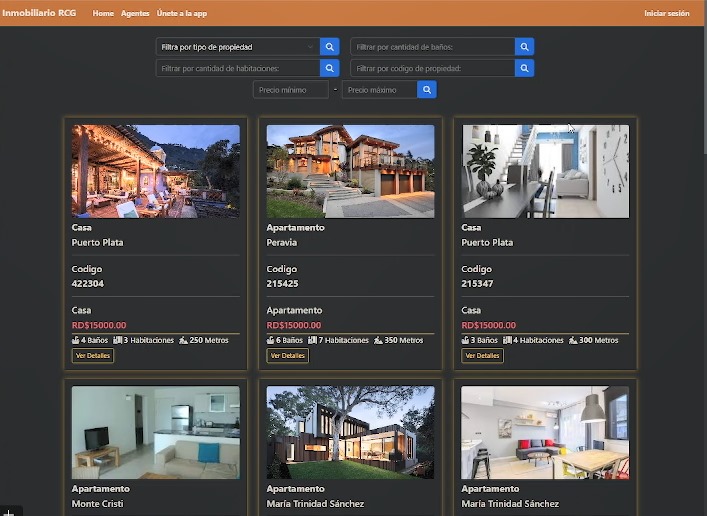 Inmobiliario RCG Home Agentes Únete a la app Iniciar sesión
Filtra por tipo de propiedad Filtrar por cantidad de baños:
Filtrar por cantidad de habitaciones: Filtrar por codigo de propiedad:
Precio mínimo - Precio máximo
Casa
Puerto Plata
Codigo
422304
Casa
RD$15000.00
4 Baños 3 Habitaciones 250 Metros
Ver Detalles
Apartamento
Peravia
Codigo
215425
Apartamento
RD$15000.00
6 Baños 7 Habitaciones 350 Metros
Ver Detalles
Casa
Puerto Plata
Codigo
215347
Casa
RD$15000.00
3 Baños 4 Habitaciones 300 Metros
Ver Detalles
Apartamento
Monte Cristi
Apartamento
María Trinidad Sánchez
Apartamento
María Trinidad Sánchez